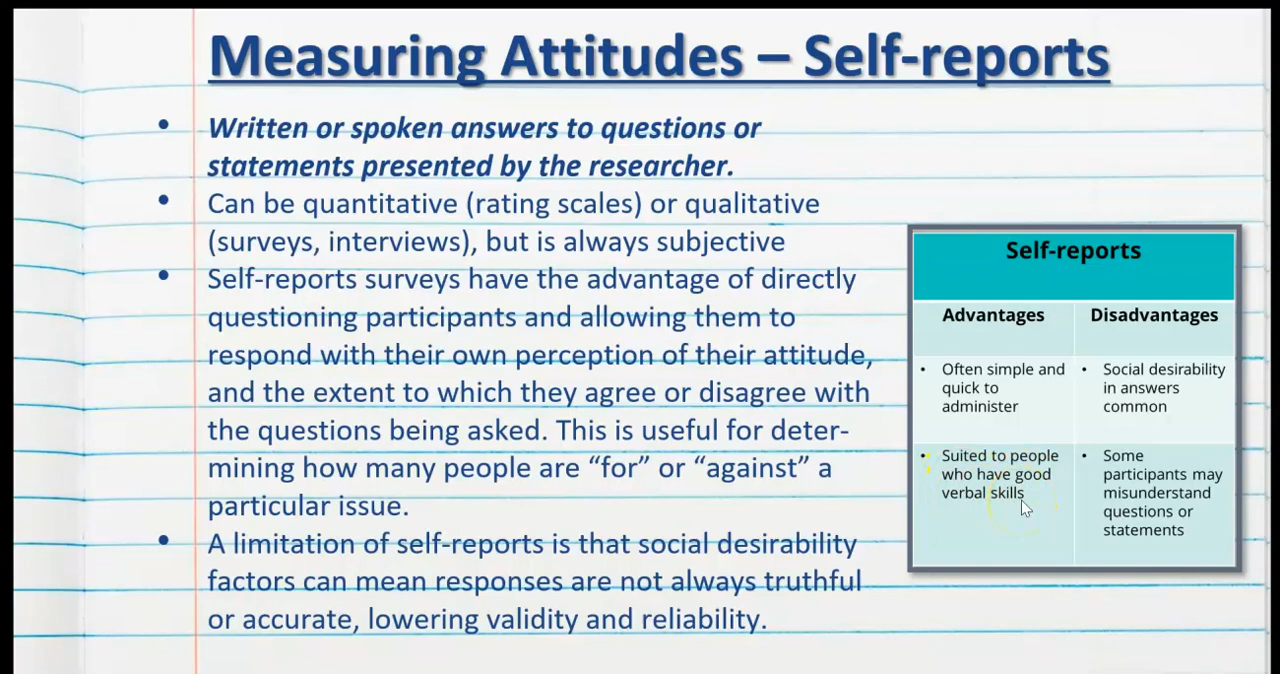 Measuring Attitudes – Self-reports
• Written or spoken answers to questions or
statements presented by the researcher.
• Can be quantitative (rating scales) or qualitative
(surveys, interviews), but is always subjective
• Self-reports surveys have the advantage of directly
questioning participants and allowing them to
respond with their own perception of their attitude,
and the extent to which they agree or disagree with
the questions being asked. This is useful for deter-
mining how many people are “for” or “against” a
particular issue.
• A limitation of self-reports is that social desirability
factors can mean responses are not always truthful
or accurate, lowering validity and reliability.
Self-reports
Advantages
Disadvantages
• Often simple and
quick to
administer
• Social desirability
in answers
common
• Suited to people
who have good
verbal skills
• Some
participants may
misunderstand
questions or
statements